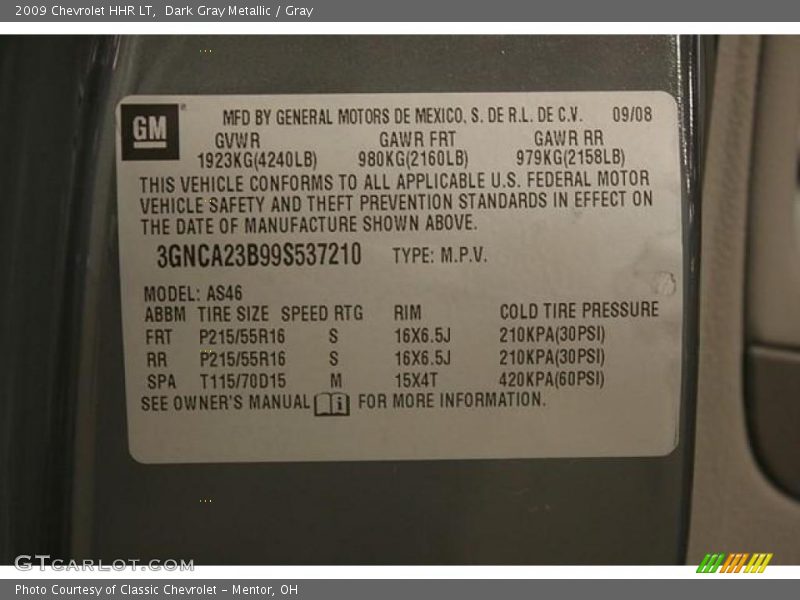 2009 Chevrolet HHR LT, Dark Gray Metallic / Gray
GM
MFD BY GENERAL MOTORS DE MEXICO, S. DE R.L. DE C.V. 09/08
GVWR GAWR FRT GAWR RR
1923KG(4240LB) 980KG(2160LB) 979KG(2158LB)
THIS VEHICLE CONFORMS TO ALL APPLICABLE U.S. FEDERAL MOTOR
VEHICLE SAFETY AND THEFT PREVENTION STANDARDS IN EFFECT ON
THE DATE OF MANUFACTURE SHOWN ABOVE.
3GNCA23B99S537210 TYPE: M.P.V.
MODEL: AS46
ABBM TIRE SIZE SPEED RTG RIM COLD TIRE PRESSURE
FRT P215/55R16 S 16X6.5J 210KPA(30PSI)
RR P215/55R16 S 16X6.5J 210KPA(30PSI)
SPA T115/70D15 M 15X4T 420KPA(60PSI)
SEE OWNER'S MANUAL i FOR MORE INFORMATION.
GTcarlot.com
Photo Courtesy of Classic Chevrolet - Mentor, OH